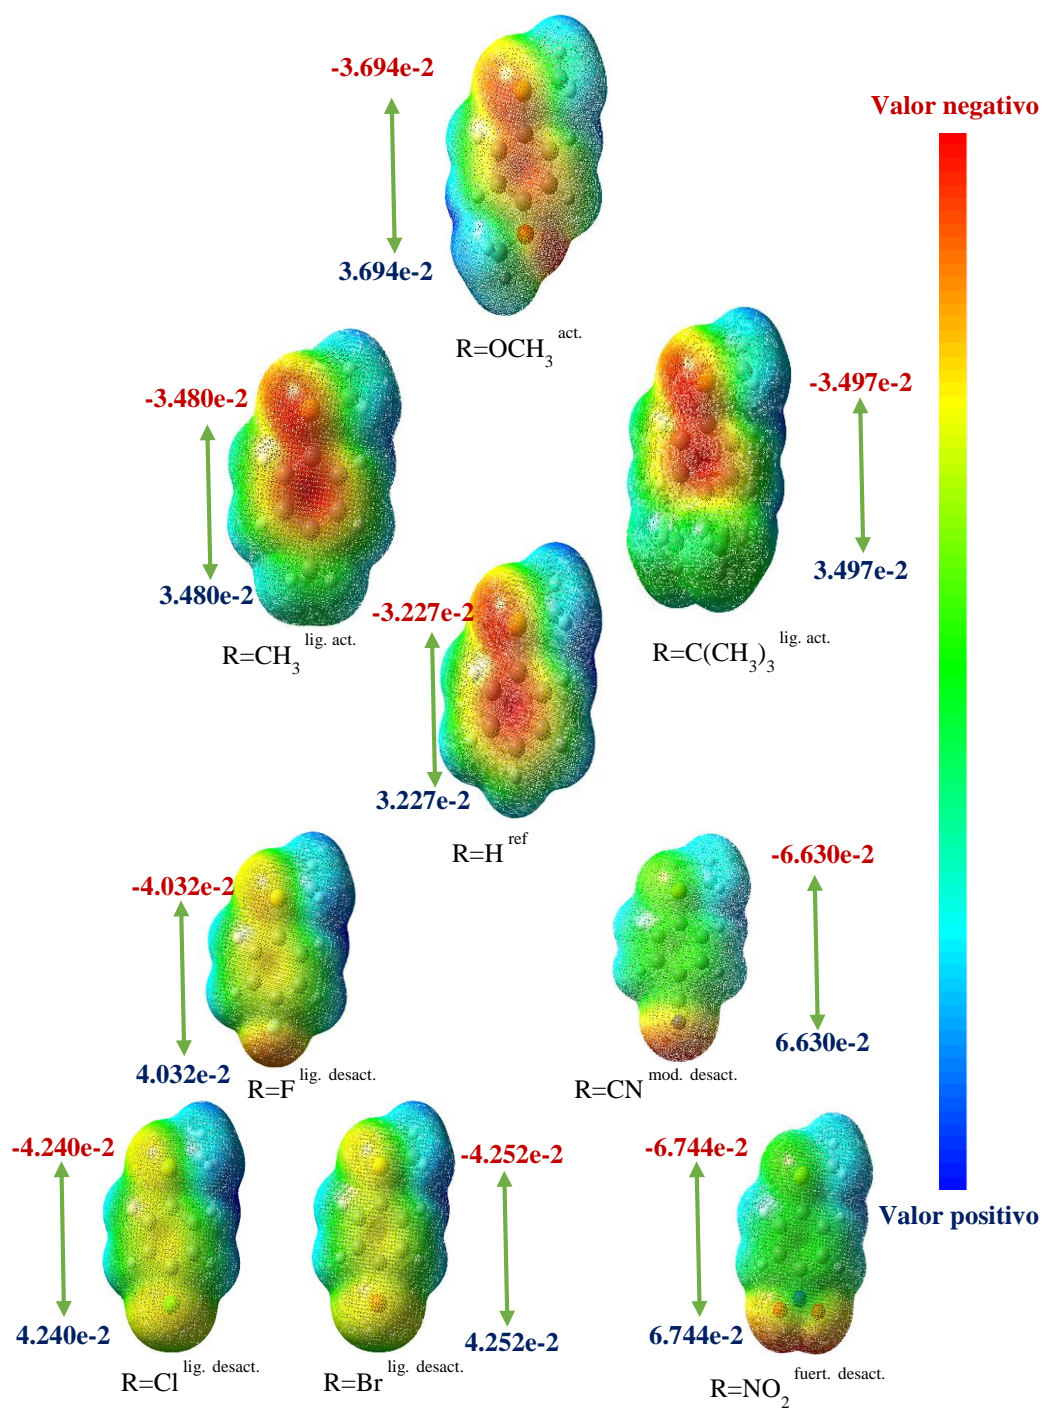 -3.694e-2
Valor negativo
3.694e-2
R=OCH3 act.
-3.480e-2
-3.497e-2
3.480e-2
3.497e-2
R=CH3 lig. act.
R=C(CH3)3 lig. act.
-3.227e-2
3.227e-2
R=H ref
-4.032e-2
-6.630e-2
4.032e-2
6.630e-2
R=F lig. desact.
R=CN mod. desact.
-4.240e-2
-4.252e-2
-6.744e-2
Valor positivo
4.240e-2
4.252e-2
6.744e-2
R=Cl lig. desact.
R=Br lig. desact.
R=NO2 fuert. desact.